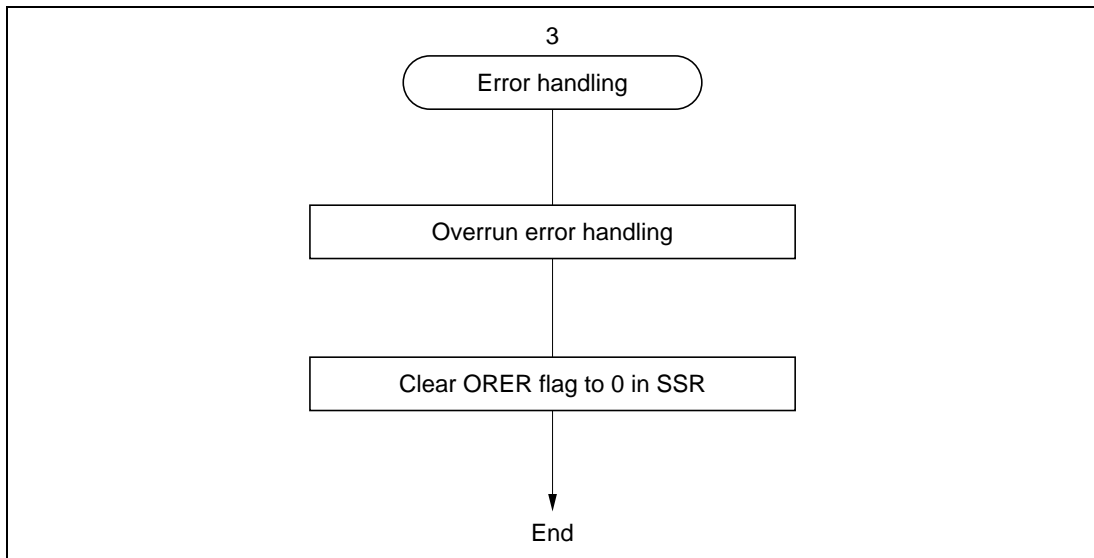 3
Error handling
Overrun error handling
Clear ORER flag to 0 in SSR
End